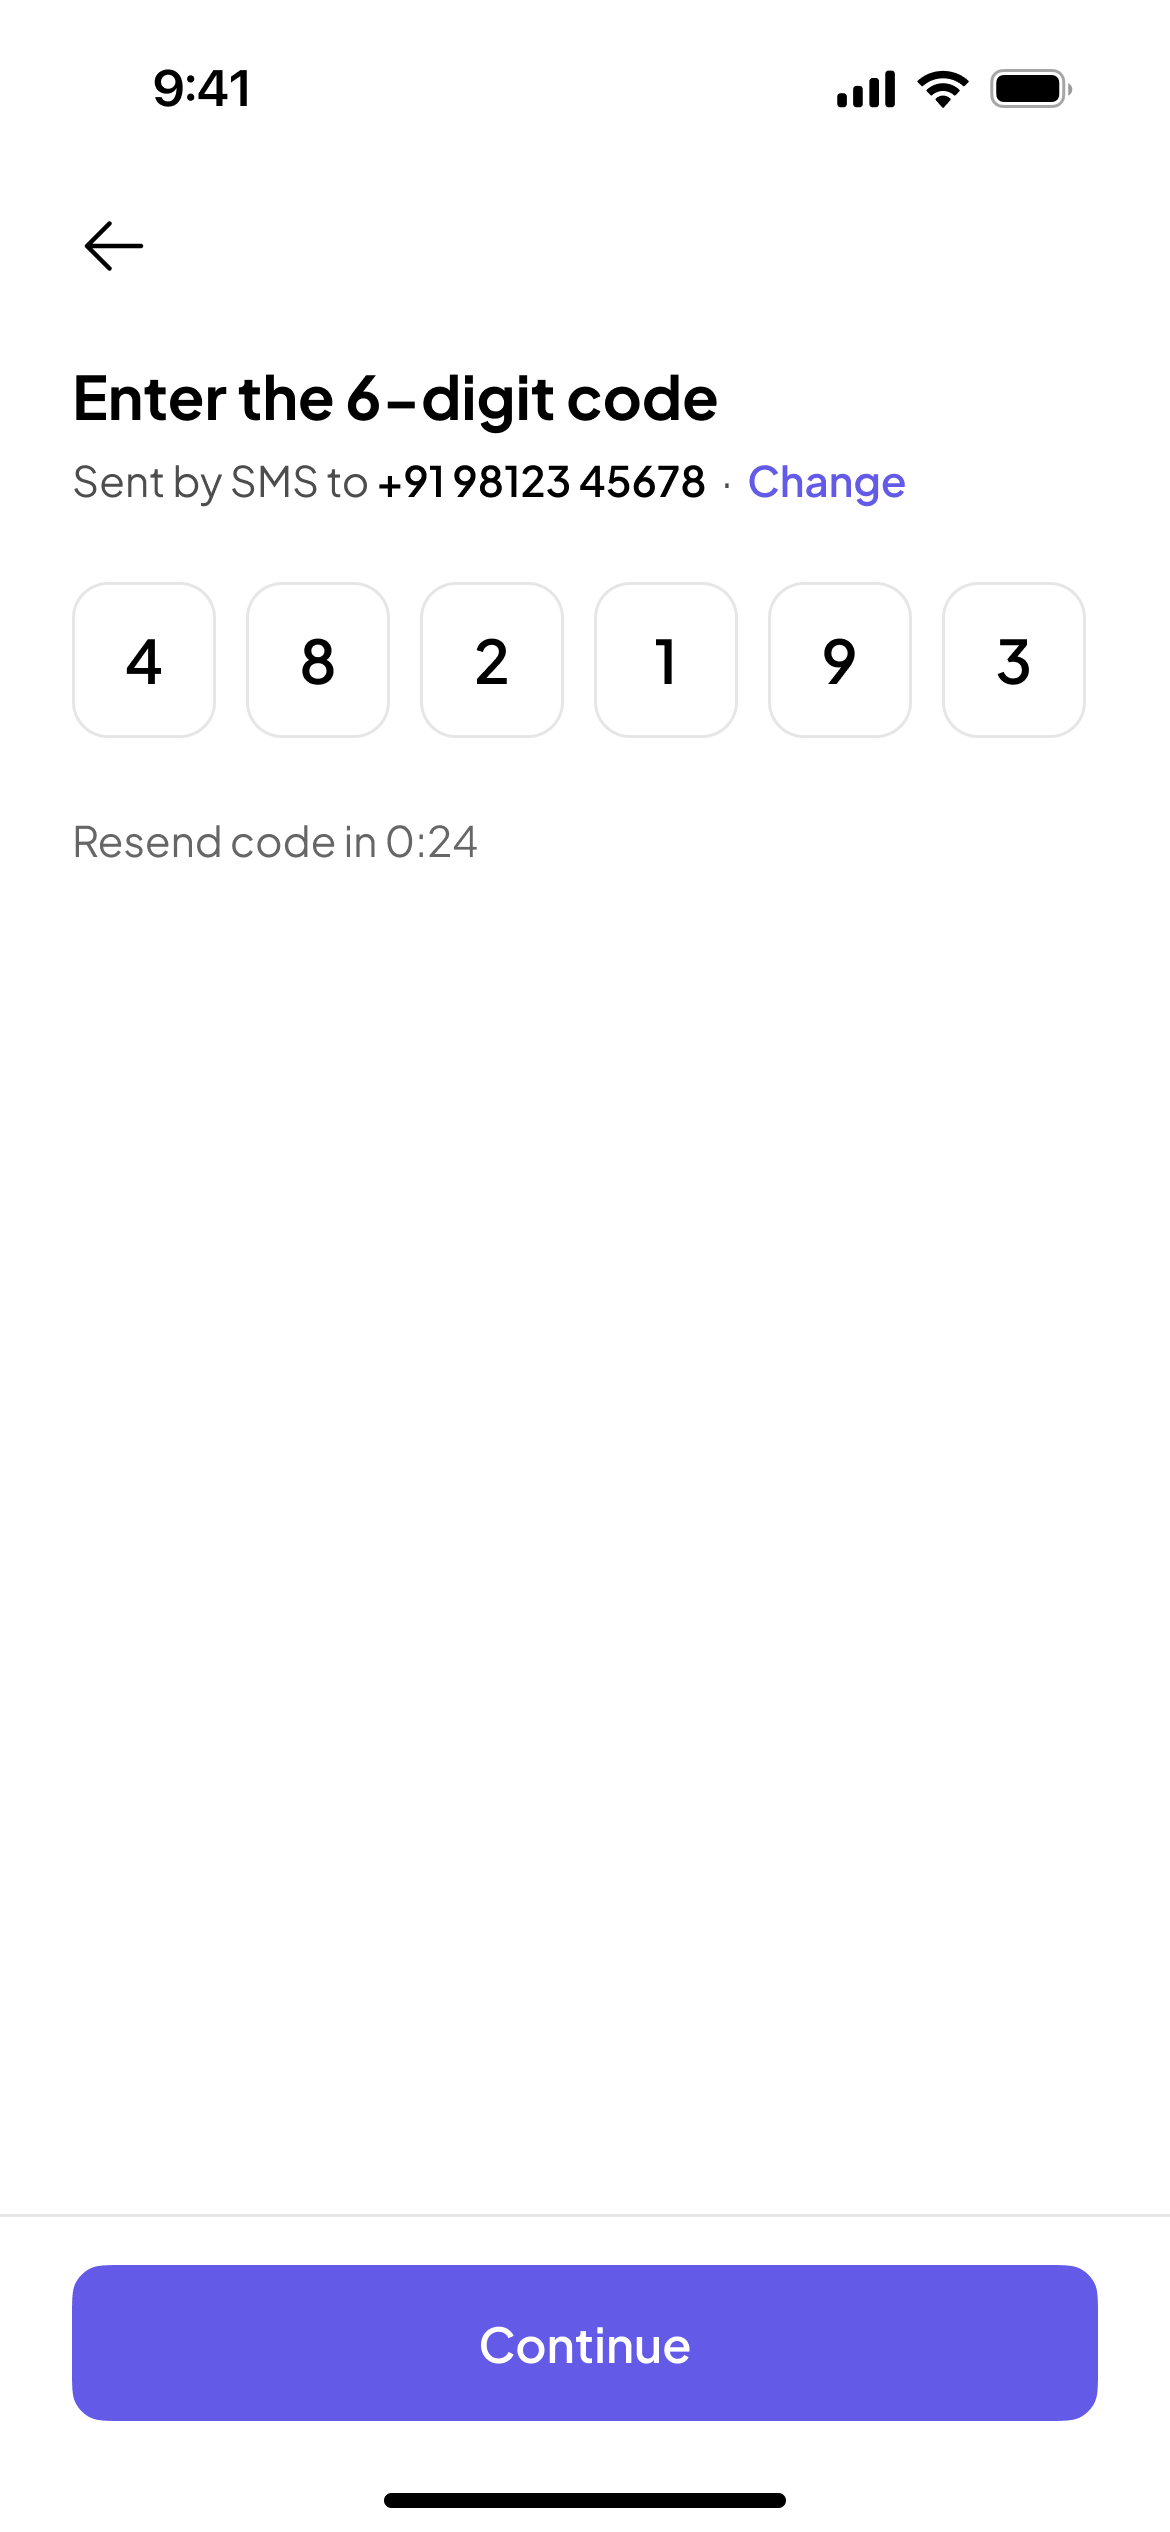 9:41
Enter the 6-digit code
Sent by SMS to +91 98123 45678 · Change
4 8 2 1 9 3
Resend code in 0:24
Continue